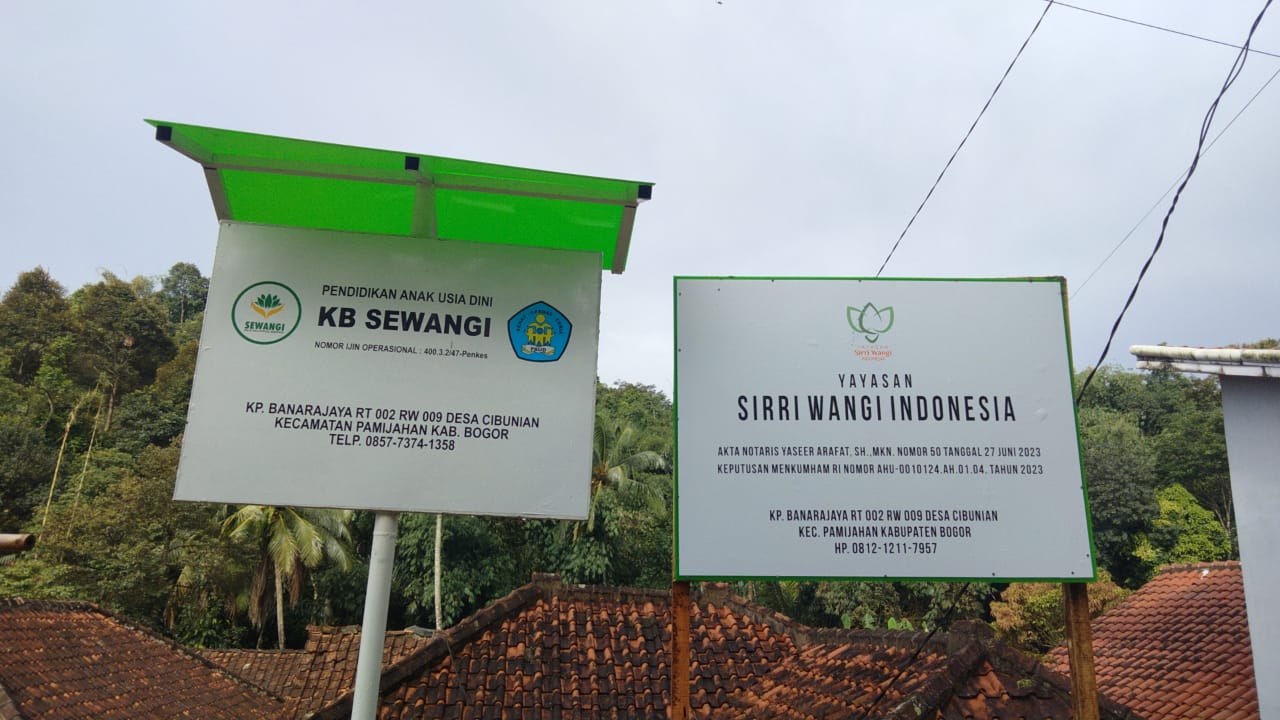 PENDIDIKAN ANAK USIA DINI
KB SEWANGI
NOMOR IJIN OPERASIONAL : 400.3.2/47-Penkes
SEWANGI
PAUD
KP. BANARAJAYA RT 002 RW 009 DESA CIBUNIAN
KECAMATAN PAMIJAHAN KAB. BOGOR
TELP. 0857-7374-1358
YAYASAN
Sirri Wangi
INDONESIA
YAYASAN
SIRRI WANGI INDONESIA
AKTA NOTARIS YASEER ARAFAT, SH.,MKN. NOMOR 50 TANGGAL 27 JUNI 2023
KEPUTUSAN MENKUMHAM RI NOMOR AHU-0010124.AH.01.04. TAHUN 2023
KP. BANARAJAYA RT 002 RW 009 DESA CIBUNIAN
KEC. PAMIJAHAN KABUPATEN BOGOR
HP. 0812-1211-7957